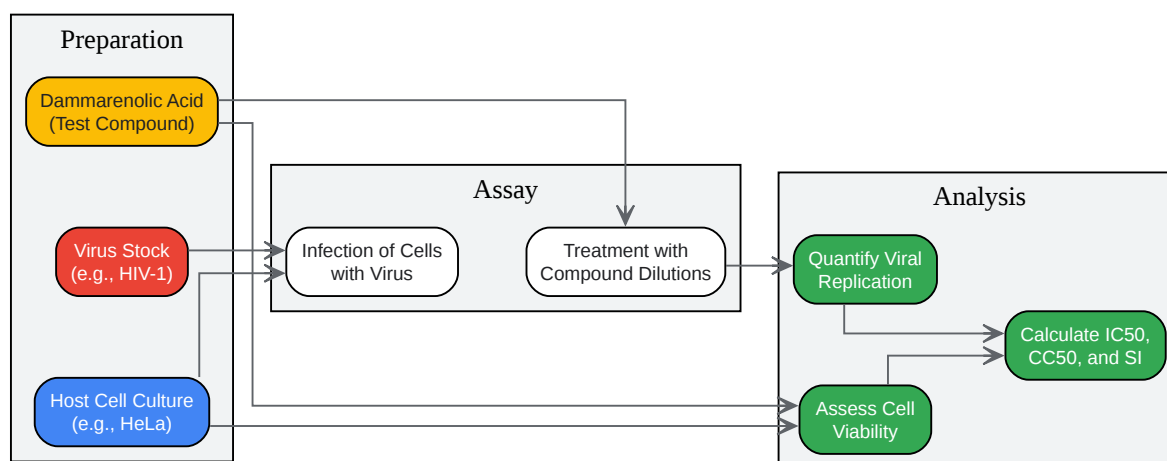 Preparation
Dammarenolic Acid
(Test Compound)
Virus Stock
(e.g., HIV-1)
Host Cell Culture
(e.g., HeLa)
Assay
Infection of Cells
with Virus
Treatment with
Compound Dilutions
Analysis
Quantify Viral
Replication
Calculate IC50,
CC50, and SI
Assess Cell
Viability